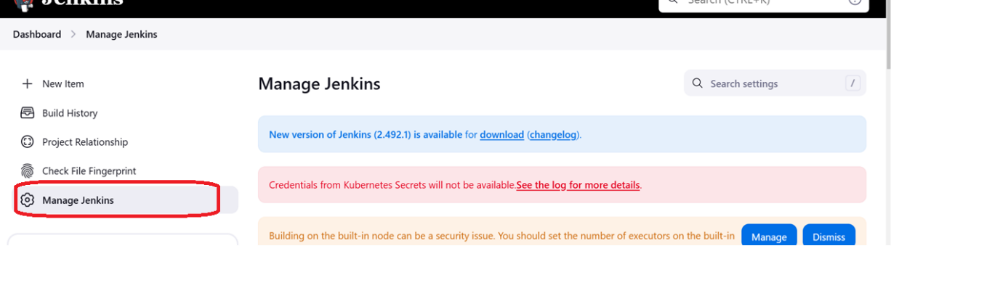 Jenkins
Search (CTRL+K)
Dashboard > Manage Jenkins
New Item
Build History
Project Relationship
Check File Fingerprint
Manage Jenkins
Manage Jenkins
Search settings /
New version of Jenkins (2.492.1) is available for download (changelog).
Credentials from Kubernetes Secrets will not be available.See the log for more details.
Building on the built-in node can be a security issue. You should set the number of executors on the built-in
Manage
Dismiss